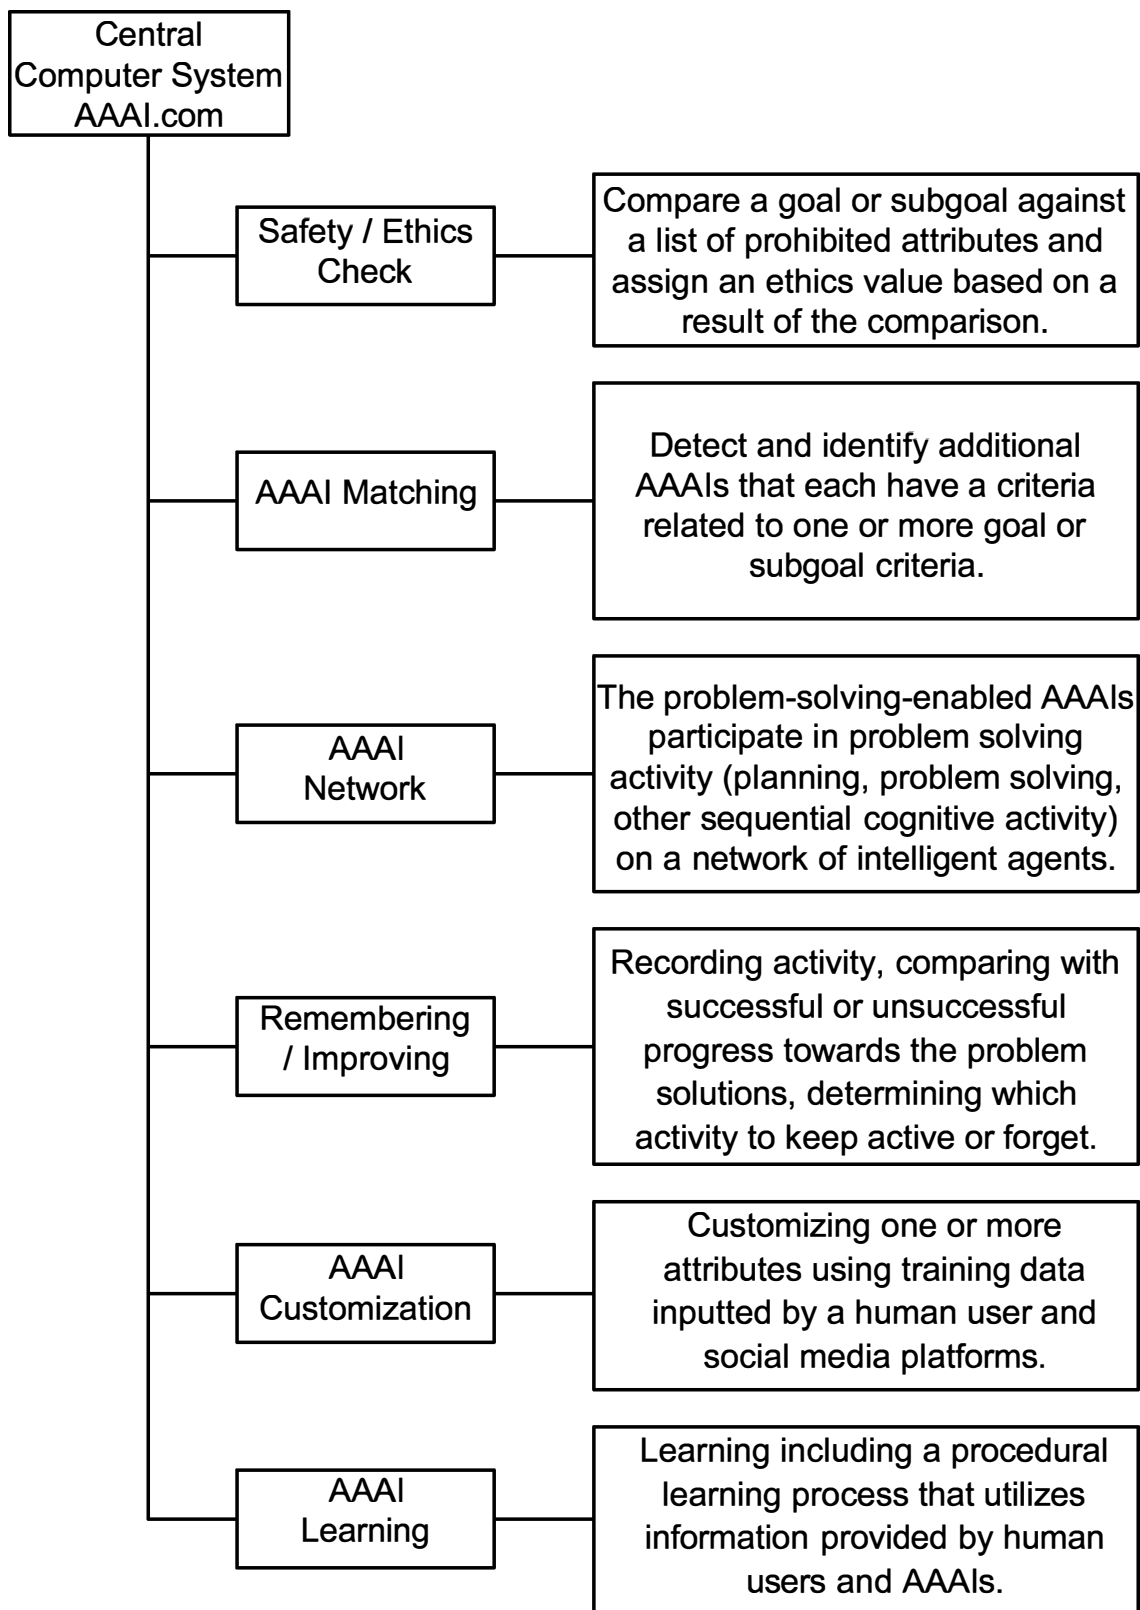 Central
Computer System
AAAI.com
Safety / Ethics
Check
Compare a goal or subgoal against
a list of prohibited attributes and
assign an ethics value based on a
result of the comparison.
AAAI Matching
Detect and identify additional
AAAIs that each have a criteria
related to one or more goal or
subgoal criteria.
AAAI
Network
The problem-solving-enabled AAAIs
participate in problem solving
activity (planning, problem solving,
other sequential cognitive activity)
on a network of intelligent agents.
Remembering
/ Improving
Recording activity, comparing with
successful or unsuccessful
progress towards the problem
solutions, determining which
activity to keep active or forget.
AAAI
Customization
Customizing one or more
attributes using training data
inputted by a human user and
social media platforms.
AAAI
Learning
Learning including a procedural
learning process that utilizes
information provided by human
users and AAAIs.